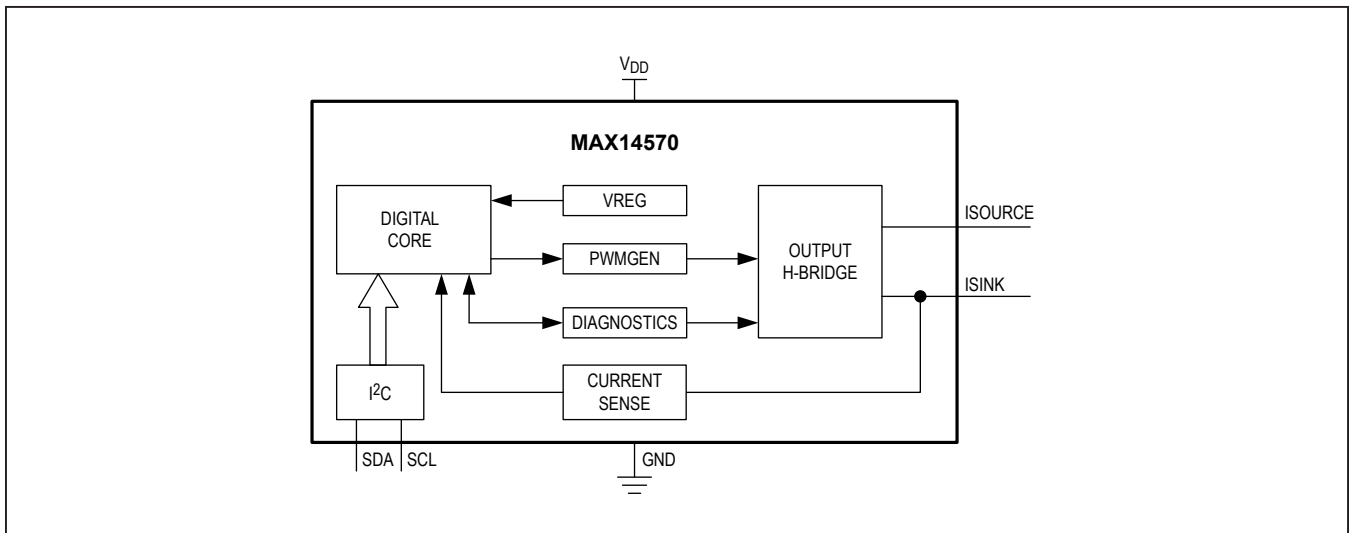 VDD
MAX14570
DIGITAL
CORE
VREG
PWMGEN
DIAGNOSTICS
CURRENT
SENSE
OUTPUT
H-BRIDGE
ISOURCE
ISINK
I2C
SDA
SCL
GND